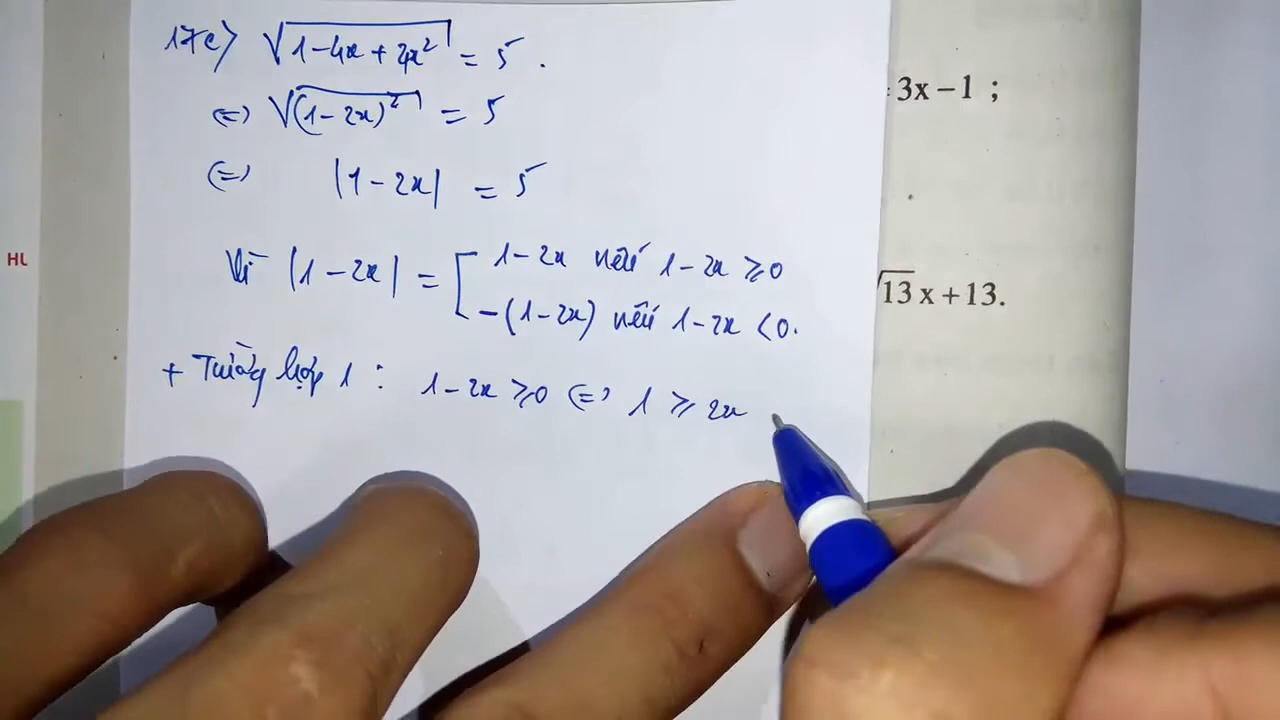 17c) √(1-4x+4x²) = 5.
(=) √(1-2x)² = 5
(=) |1-2x| = 5
Vì |1-2x| = [ 1-2x nếu 1-2x ⩾ 0
-(1-2x) nếu 1-2x < 0.
+ Trường hợp 1 : 1-2x ⩾ 0 (=) 1 ⩾ 2x
= 3x – 1 ;
√13 x + 13.
HL